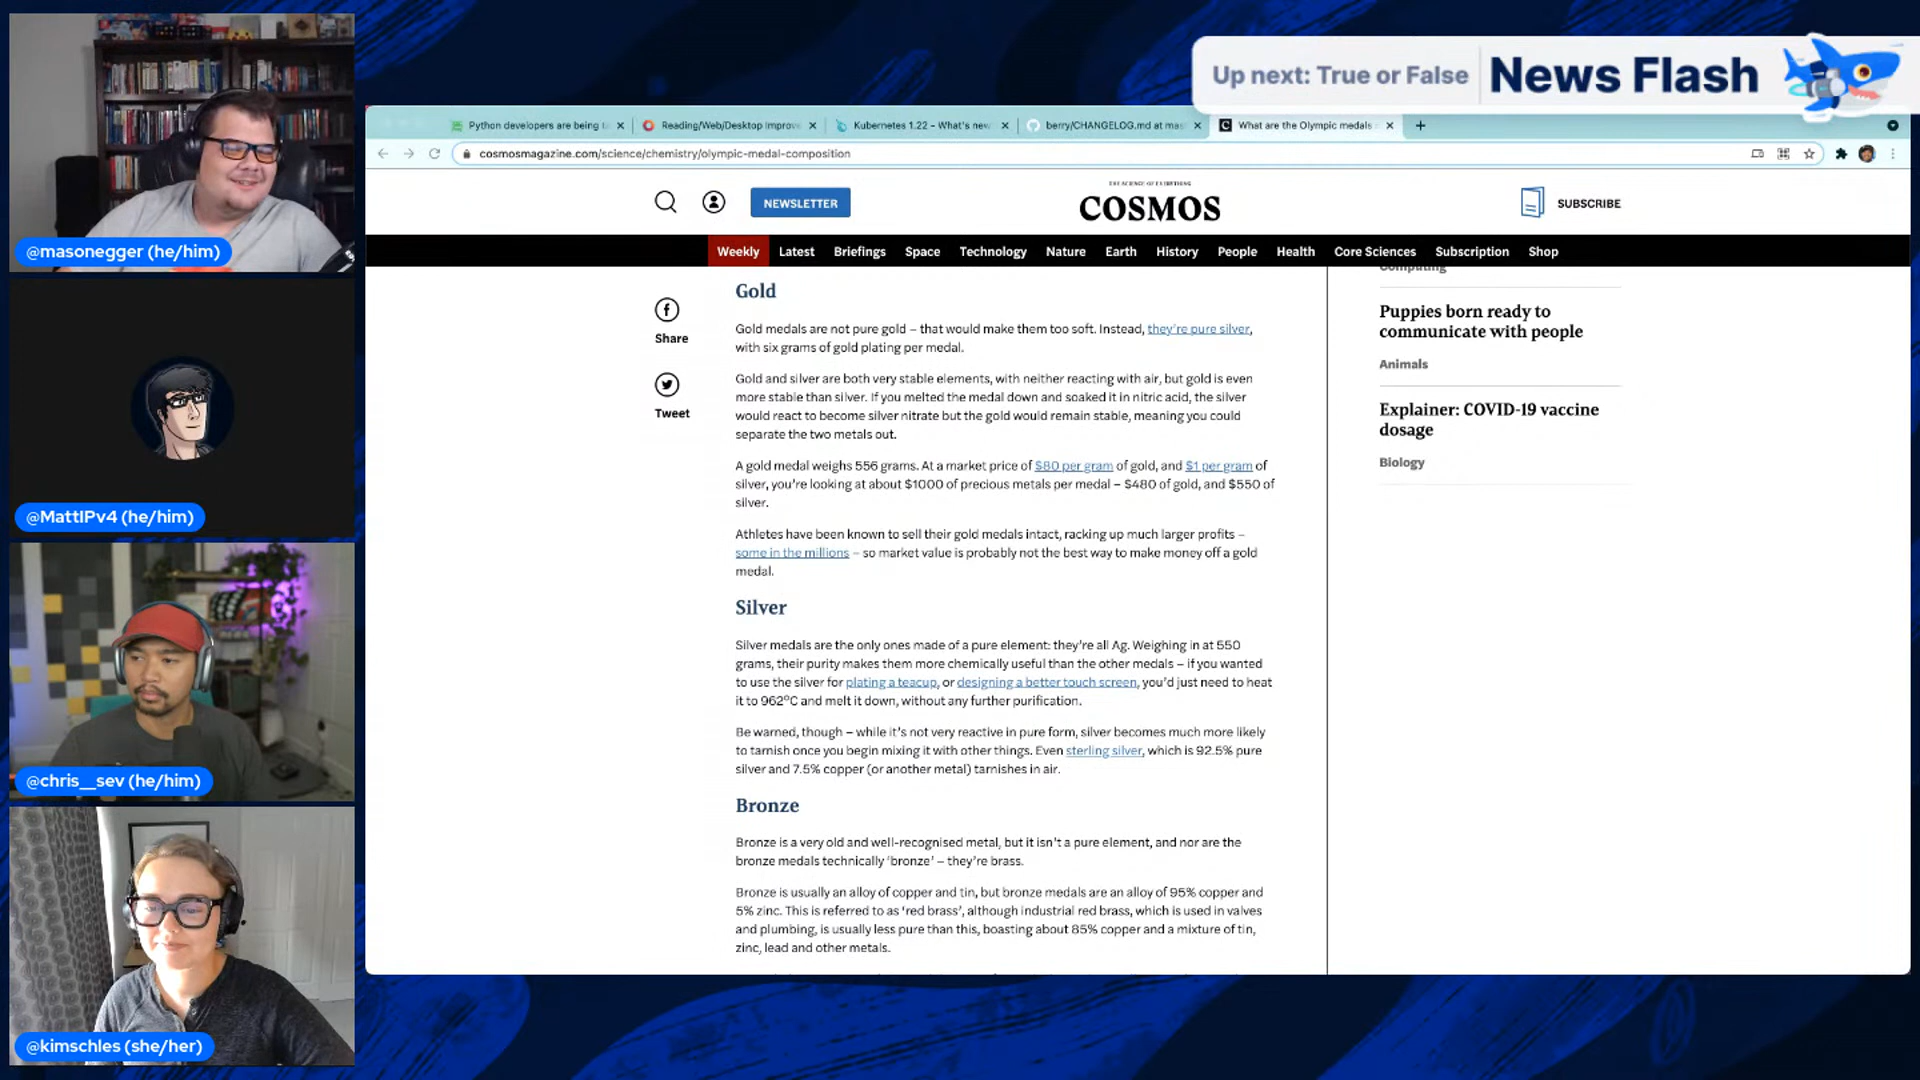 Up next: True or False
News Flash
Python developers are being t
Reading/Web/Desktop Improve
Kubernetes 1.22 - What's new
berry/CHANGELOG.md at mas
What are the Olympic medals
cosmosmagazine.com/science/chemistry/olympic-medal-composition
NEWSLETTER
THE SCIENCE OF EVERYTHING
COSMOS
SUBSCRIBE
Weekly
Latest
Briefings
Space
Technology
Nature
Earth
History
People
Health
Core Sciences
Subscription
Shop
@masonegger (he/him)
@MattIPv4 (he/him)
@chris__sev (he/him)
@kimschles (she/her)
Share
Tweet
Gold
Gold medals are not pure gold – that would make them too soft. Instead, they're pure silver,
with six grams of gold plating per medal.
Gold and silver are both very stable elements, with neither reacting with air, but gold is even
more stable than silver. If you melted the medal down and soaked it in nitric acid, the silver
would react to become silver nitrate but the gold would remain stable, meaning you could
separate the two metals out.
A gold medal weighs 556 grams. At a market price of $80 per gram of gold, and $1 per gram of
silver, you're looking at about $1000 of precious metals per medal – $480 of gold, and $550 of
silver.
Athletes have been known to sell their gold medals intact, racking up much larger profits –
some in the millions – so market value is probably not the best way to make money off a gold
medal.
Silver
Silver medals are the only ones made of a pure element: they're all Ag. Weighing in at 550
grams, their purity makes them more chemically useful than the other medals – if you wanted
to use the silver for plating a teacup, or designing a better touch screen, you'd just need to heat
it to 962°C and melt it down, without any further purification.
Be warned, though – while it's not very reactive in pure form, silver becomes much more likely
to tarnish once you begin mixing it with other things. Even sterling silver, which is 92.5% pure
silver and 7.5% copper (or another metal) tarnishes in air.
Bronze
Bronze is a very old and well-recognised metal, but it isn't a pure element, and nor are the
bronze medals technically 'bronze' – they're brass.
Bronze is usually an alloy of copper and tin, but bronze medals are an alloy of 95% copper and
5% zinc. This is referred to as 'red brass', although industrial red brass, which is used in valves
and plumbing, is usually less pure than this, boasting about 85% copper and a mixture of tin,
zinc, lead and other metals.
Computing
Puppies born ready to
communicate with people
Animals
Explainer: COVID-19 vaccine
dosage
Biology